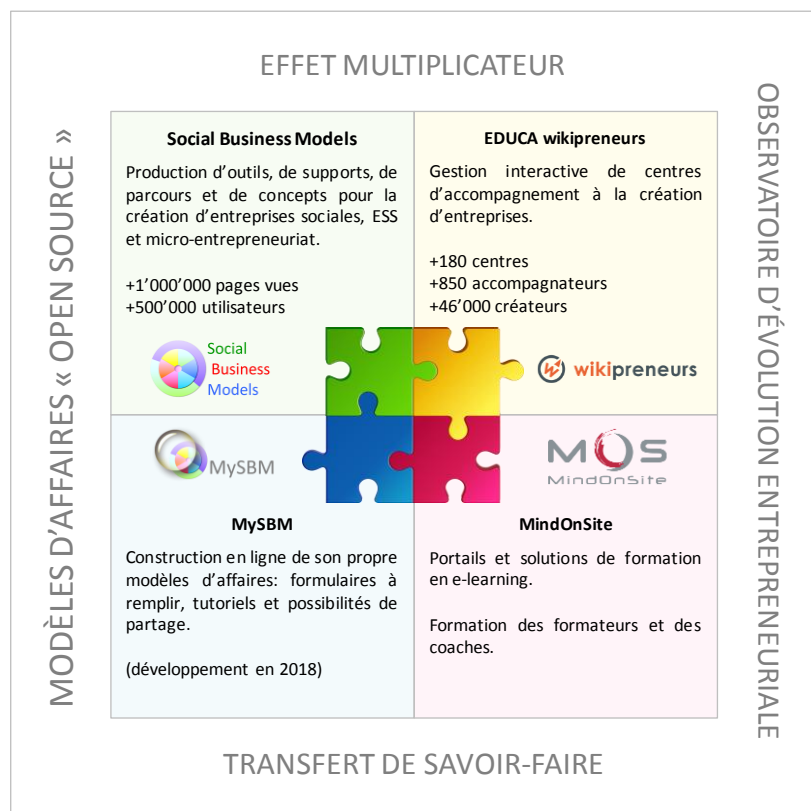 EFFET MULTIPLICATEUR
MODÈLES D’AFFAIRES « OPEN SOURCE »
Social Business Models
Production d’outils, de supports, de
parcours et de concepts pour la
création d’entreprises sociales, ESS
et micro-entrepreneuriat.
+1’000’000 pages vues
+500’000 utilisateurs
Social
Business
Models
EDUCA wikipreneurs
Gestion interactive de centres
d’accompagnement à la création
d’entreprises.
+180 centres
+850 accompagnateurs
+46’000 créateurs
wikipreneurs
MySBM
MySBM
Construction en ligne de son propre
modèles d’affaires: formulaires à
remplir, tutoriels et possibilités de
partage.
(développement en 2018)
MOS
MindOnSite
MindOnSite
Portails et solutions de formation
en e-learning.
Formation des formateurs et des
coaches.
OBSERVATOIRE D’ÉVOLUTION ENTREPRENEURIALE
TRANSFERT DE SAVOIR-FAIRE